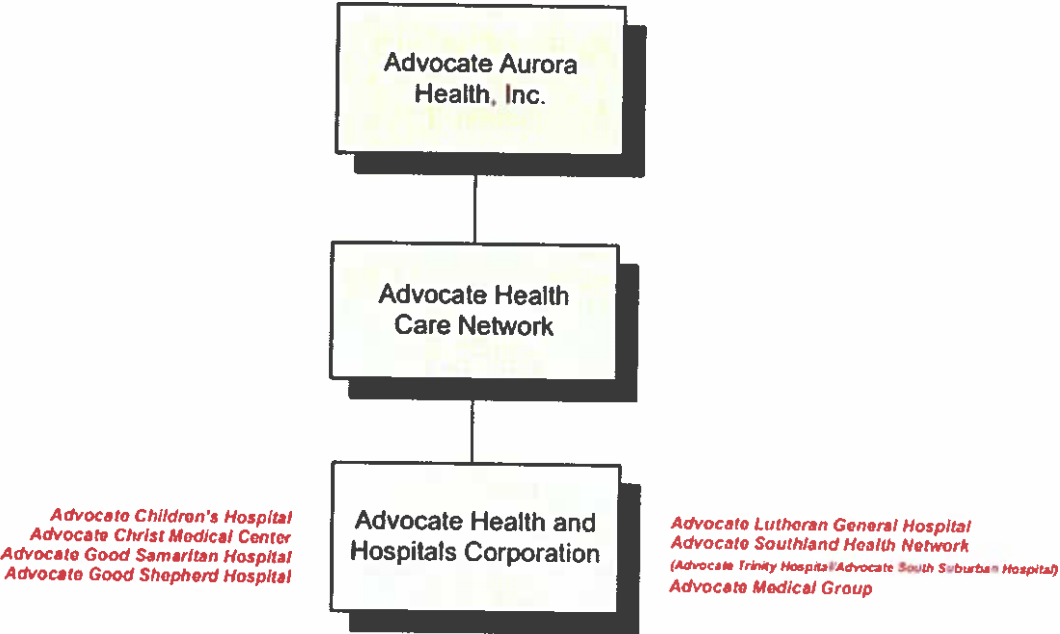 Advocate Aurora
Health, Inc.
Advocate Health
Care Network
Advocate Children's Hospital
Advocate Christ Medical Center
Advocate Good Samaritan Hospital
Advocate Good Shepherd Hospital
Advocate Health and
Hospitals Corporation
Advocate Lutheran General Hospital
Advocate Southland Health Network
(Advocate Trinity Hospital/Advocate South Suburban Hospital)
Advocate Medical Group